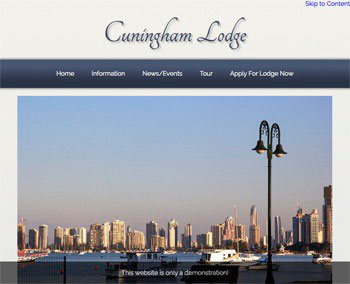 Skip to Content
Cuningham Lodge
Home Information News/Events Tour Apply For Lodge Now
¡This website is only a demonstration!